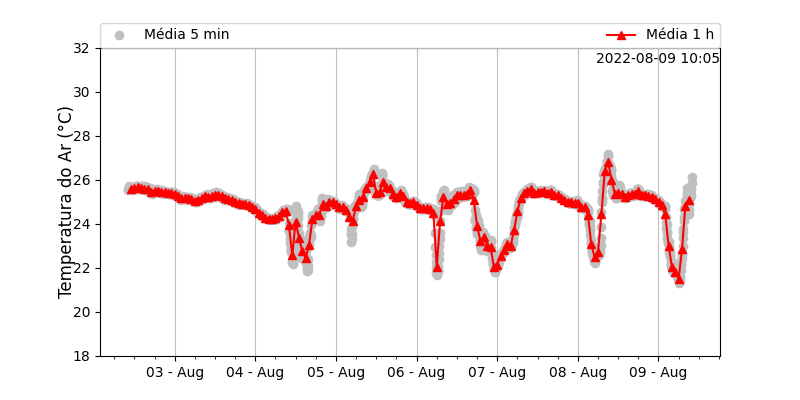 Média 5 min
Média 1 h
2022-08-09 10:05
Temperatura do Ar (°C)
32
30
28
26
24
22
20
18
03 - Aug
04 - Aug
05 - Aug
06 - Aug
07 - Aug
08 - Aug
09 - Aug